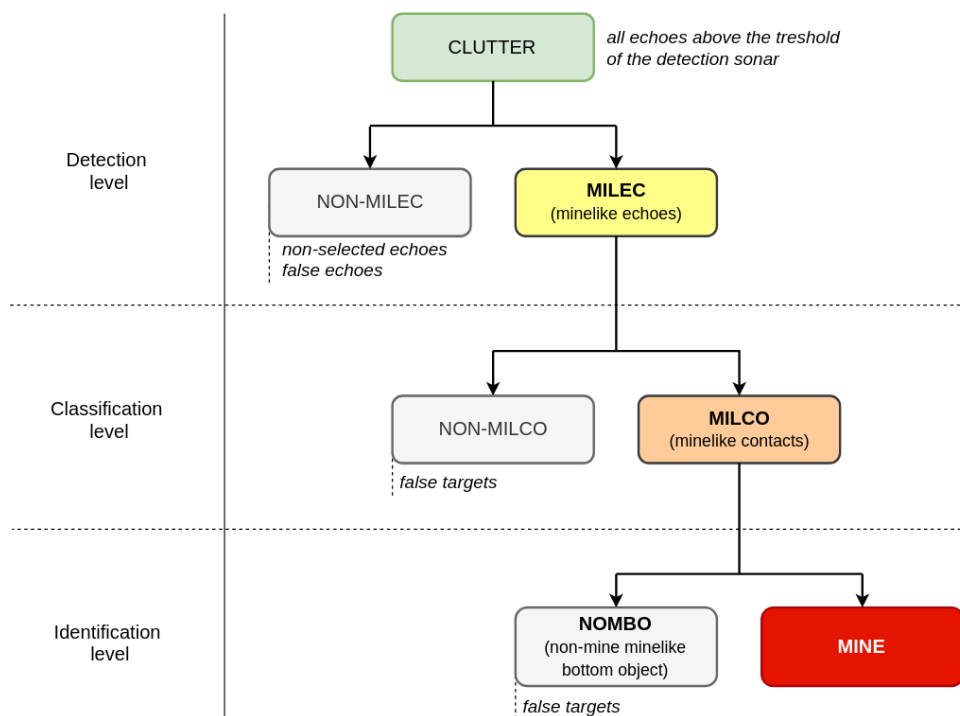 CLUTTER
all echoes above the treshold
of the detection sonar
Detection
level
NON-MILEC
MILEC
(minelike echoes)
non-selected echoes
false echoes
Classification
level
NON-MILCO
MILCO
(minelike contacts)
false targets
Identification
level
NOMBO
(non-mine minelike
bottom object)
MINE
false targets